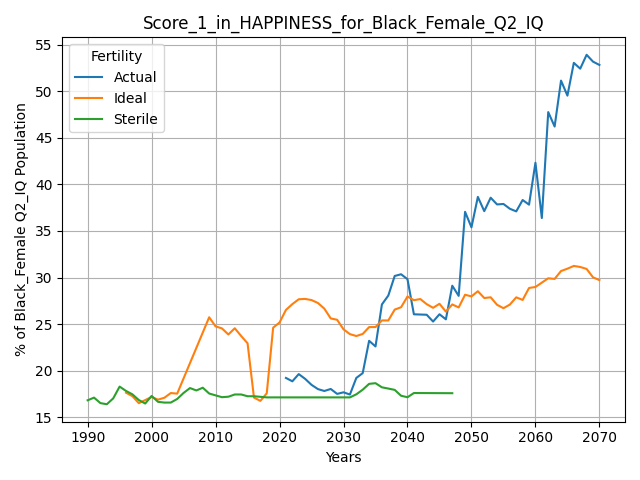 Score_1_in_HAPPINESS_for_Black_Female_Q2_IQ
Fertility
Actual
Ideal
Sterile
% of Black_Female Q2_IQ Population
55
50
45
40
35
30
25
20
15
1990 2000 2010 2020 2030 2040 2050 2060 2070
Years